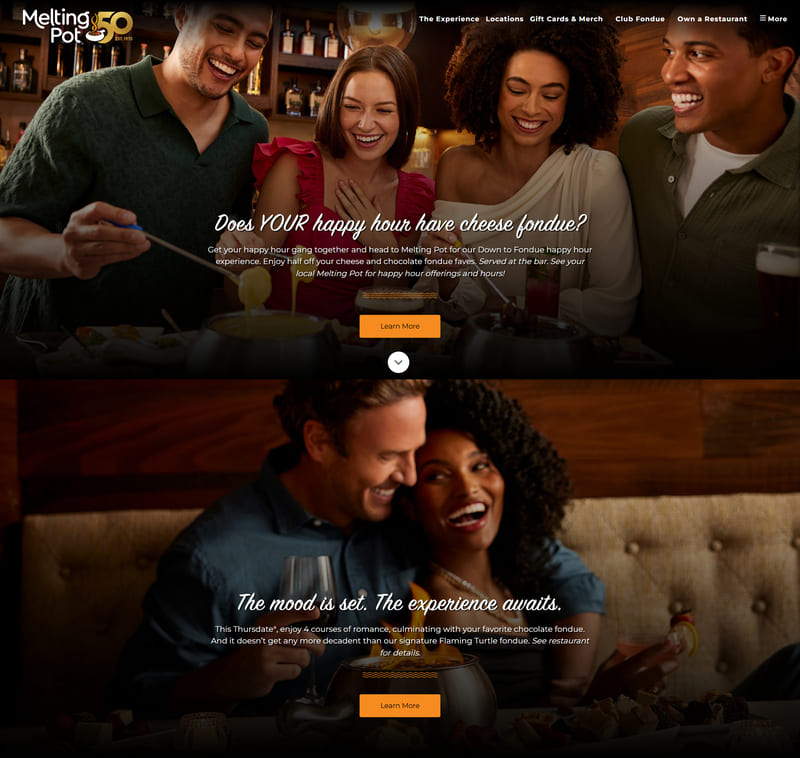 Melting
Pot 50
EST. 1975
The Experience Locations Gift Cards & Merch Club Fondue Own a Restaurant More
Does YOUR happy hour have cheese fondue?
Get your happy hour gang together and head to Melting Pot for our Down to Fondue happy hour
experience. Enjoy half off your cheese and chocolate fondue faves. Served at the bar. See your
local Melting Pot for happy hour offerings and hours!
Learn More
The mood is set. The experience awaits.
This Thursdate®, enjoy 4 courses of romance, culminating with your favorite chocolate fondue.
And it doesn't get any more decadent than our signature Flaming Turtle fondue. See restaurant
for details.
Learn More